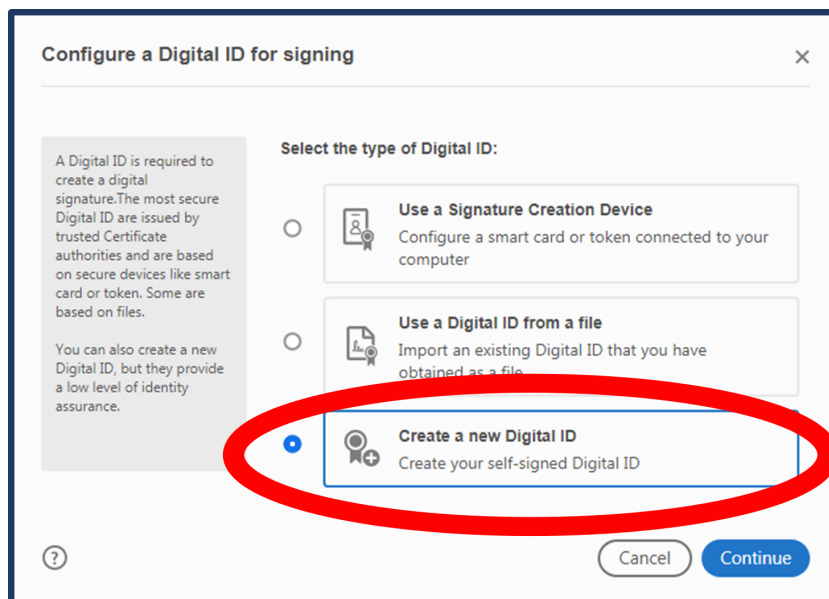 Configure a Digital ID for signing
A Digital ID is required to
create a digital
signature.The most secure
Digital ID are issued by
trusted Certificate
authorities and are based
on secure devices like smart
card or token. Some are
based on files.
You can also create a new
Digital ID, but they provide
a low level of identity
assurance.
Select the type of Digital ID:
Use a Signature Creation Device
Configure a smart card or token connected to your
computer
Use a Digital ID from a file
Import an existing Digital ID that you have
obtained as a file
Create a new Digital ID
Create your self-signed Digital ID
?
Cancel
Continue